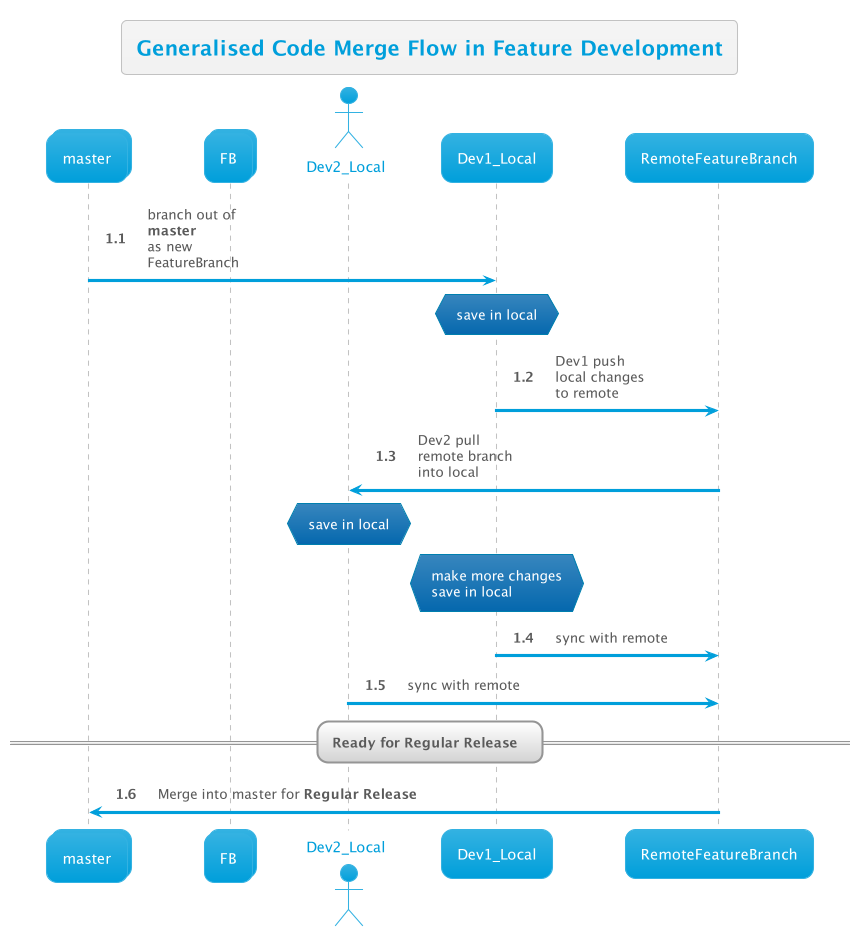 Generalised Code Merge Flow in Feature Development
master
FB
Dev2_Local
Dev1_Local
RemoteFeatureBranch
1.1
branch out of
master
as new
FeatureBranch
save in local
1.2
Dev1 push
local changes
to remote
1.3
Dev2 pull
remote branch
into local
save in local
make more changes
save in local
1.4 sync with remote
1.5 sync with remote
Ready for Regular Release
1.6 Merge into master for Regular Release
master
FB
Dev2_Local
Dev1_Local
RemoteFeatureBranch